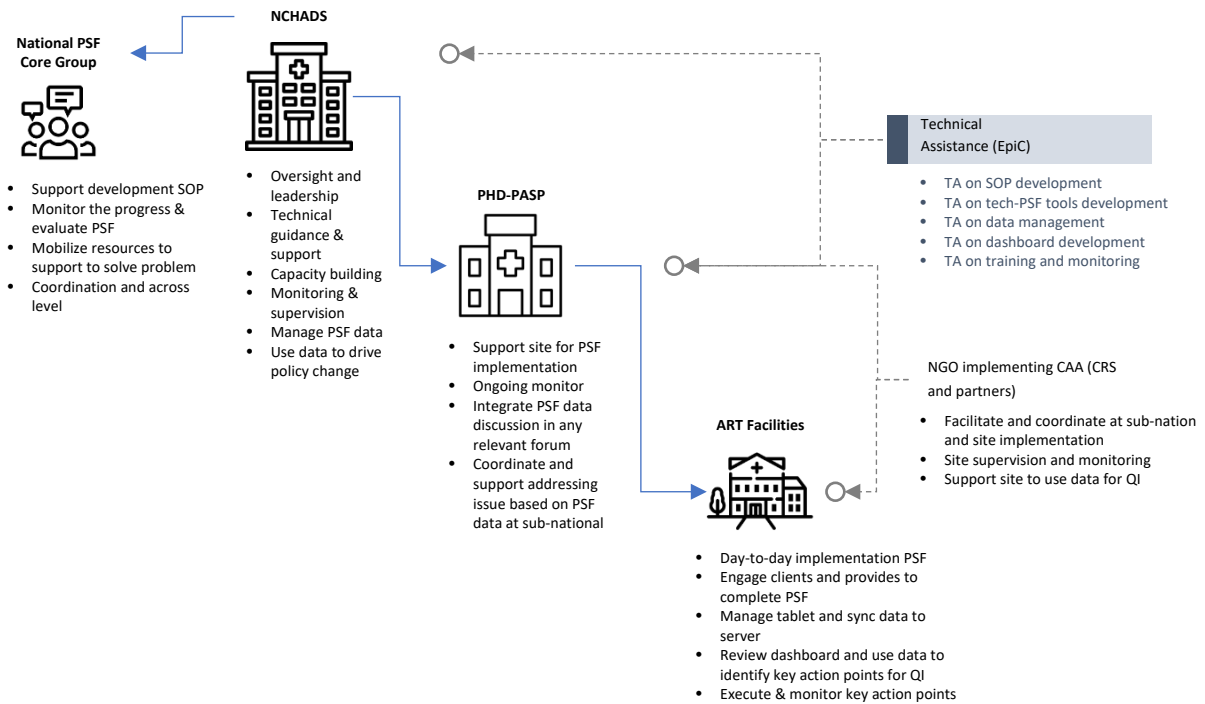 NCHADS
National PSF
Core Group
• Support development SOP
• Monitor the progress &
evaluate PSF
• Mobilize resources to
support to solve problem
• Coordination and across
level
• Oversight and
leadership
• Technical
guidance &
support
• Capacity building
• Monitoring &
supervision
• Manage PSF data
• Use data to drive
policy change
PHD-PASP
• Support site for PSF
implementation
• Ongoing monitor
• Integrate PSF data
discussion in any
relevant forum
• Coordinate and
support addressing
issue based on PSF
data at sub-national
ART Facilities
• Day-to-day implementation PSF
• Engage clients and provides to
complete PSF
• Manage tablet and sync data to
server
• Review dashboard and use data to
identify key action points for QI
• Execute & monitor key action points
Technical
Assistance (EpiC)
• TA on SOP development
• TA on tech-PSF tools development
• TA on data management
• TA on dashboard development
• TA on training and monitoring
NGO implementing CAA (CRS
and partners)
• Facilitate and coordinate at sub-nation
and site implementation
• Site supervision and monitoring
• Support site to use data for QI